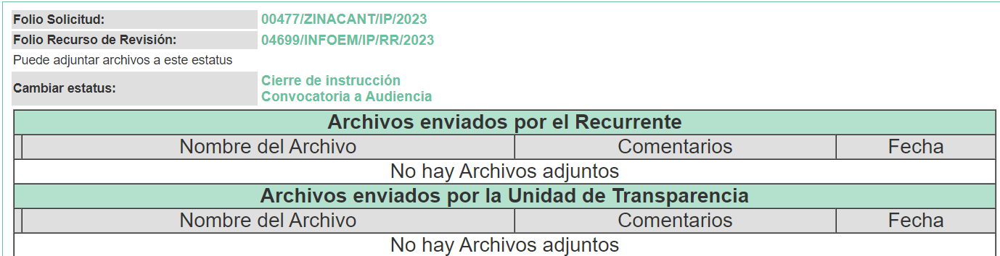 Folio Solicitud: 00477/ZINACANT/IP/2023
Folio Recurso de Revisión: 04699/INFOEM/IP/RR/2023
Puede adjuntar archivos a este estatus
Cambiar estatus: Cierre de instrucción
Convocatoria a Audiencia
Archivos enviados por el Recurrente
Nombre del Archivo Comentarios Fecha
No hay Archivos adjuntos
Archivos enviados por la Unidad de Transparencia
Nombre del Archivo Comentarios Fecha
No hay Archivos adjuntos